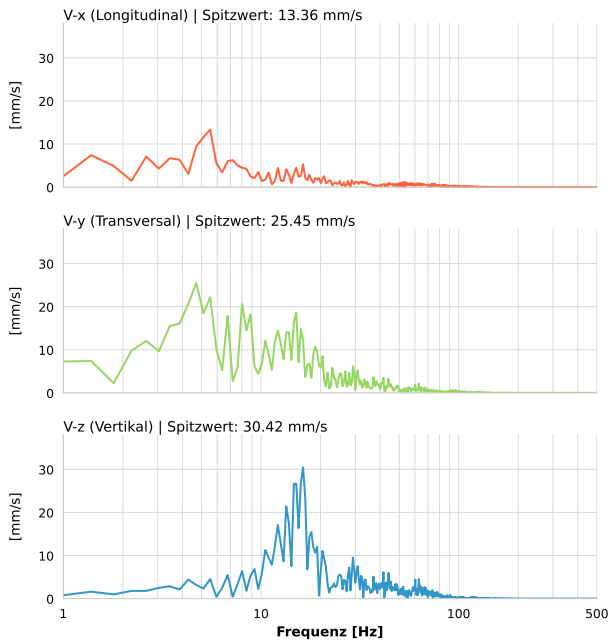 V-x (Longitudinal) | Spitzwert: 13.36 mm/s
30
20
10
0
[mm/s]
V-y (Transversal) | Spitzwert: 25.45 mm/s
30
20
10
0
[mm/s]
V-z (Vertikal) | Spitzwert: 30.42 mm/s
30
20
10
0
[mm/s]
1 10 100 500
Frequenz [Hz]